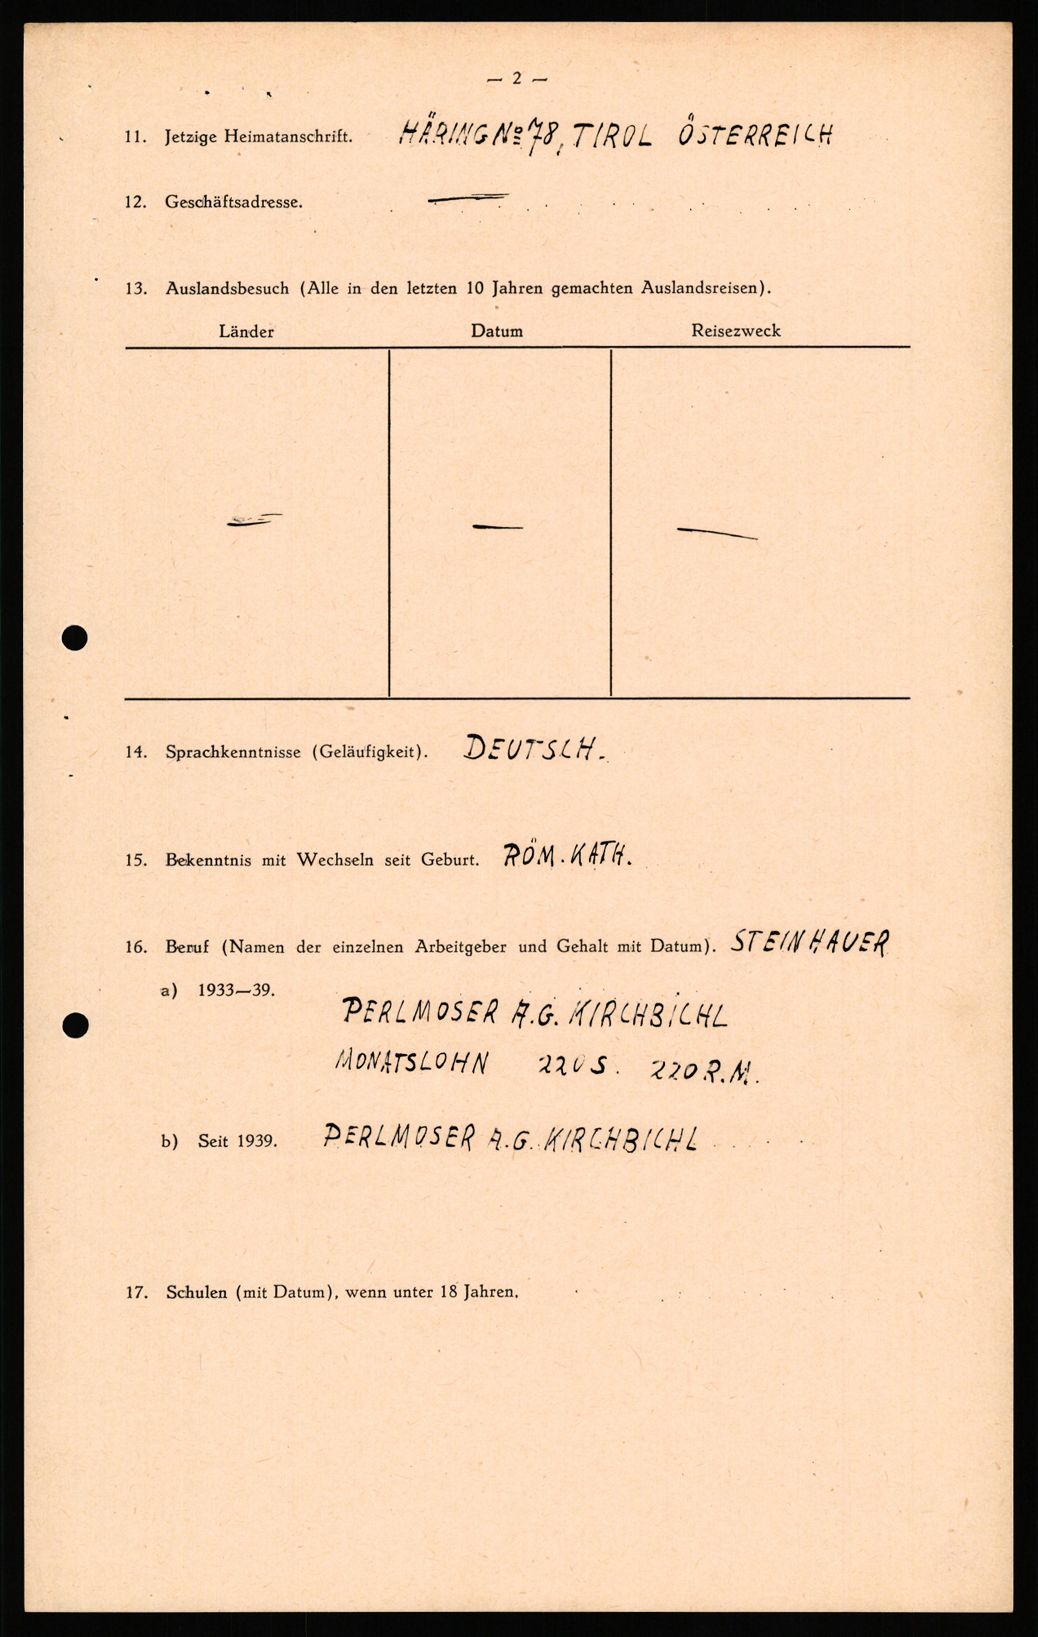 — 2 —
11. Jetzige Heimatanschrift. HÄRING No 78, TIROL ÖSTERREICH
12. Geschäftsadresse. —
13. Auslandsbesuch (Alle in den letzten 10 Jahren gemachten Auslandsreisen).
Länder Datum Reisezweck
— — —
14. Sprachkenntnisse (Geläufigkeit). DEUTSCH.
15. Bekenntnis mit Wechseln seit Geburt. RÖM. KATH.
16. Beruf (Namen der einzelnen Arbeitgeber und Gehalt mit Datum). STEINHAUER
a) 1933—39.
PERLMOSER A.G. KIRCHBICHL
MONATSLOHN 220 S. 220 R.M.
b) Seit 1939. PERLMOSER A.G. KIRCHBICHL
17. Schulen (mit Datum), wenn unter 18 Jahren.